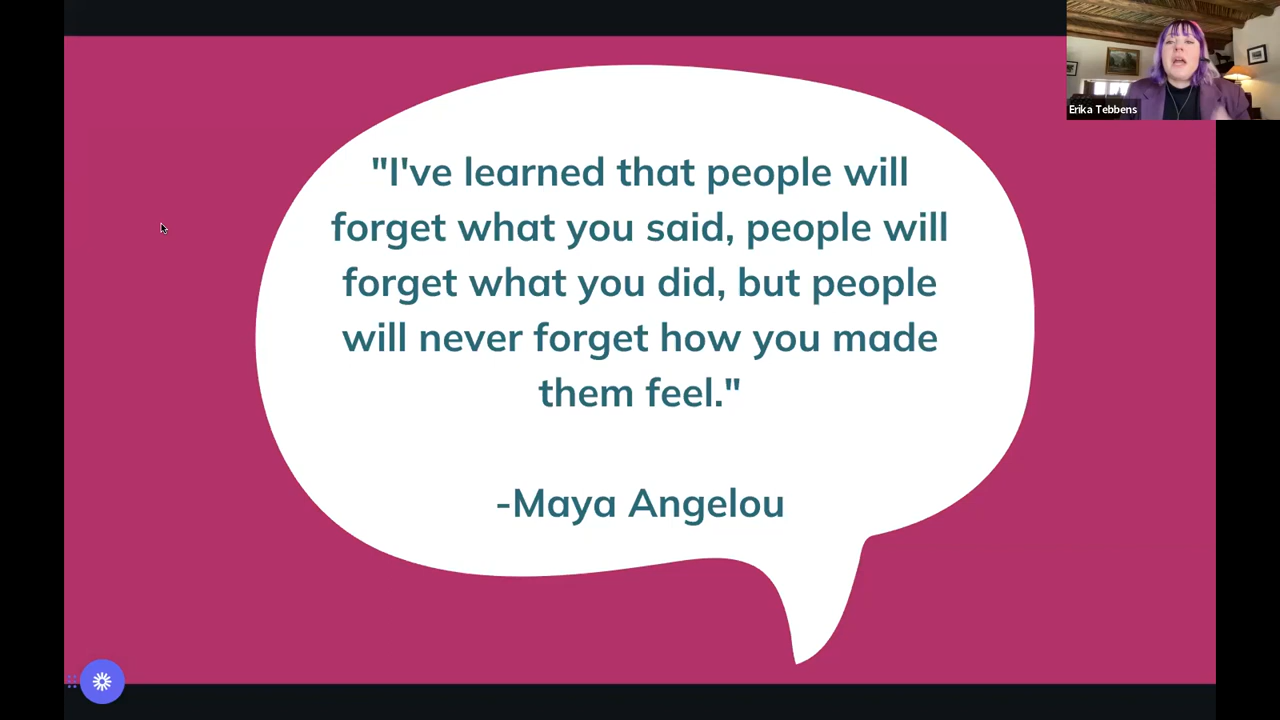 Erika Tebbens
"I've learned that people will
forget what you said, people will
forget what you did, but people
will never forget how you made
them feel."
-Maya Angelou